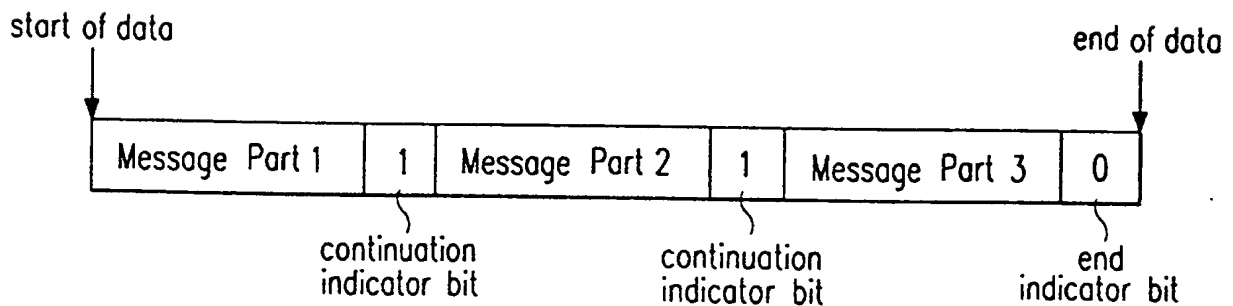 start of data
end of data
Message Part 1 1 Message Part 2 1 Message Part 3 0
continuation
indicator bit
continuation
indicator bit
end
indicator bit